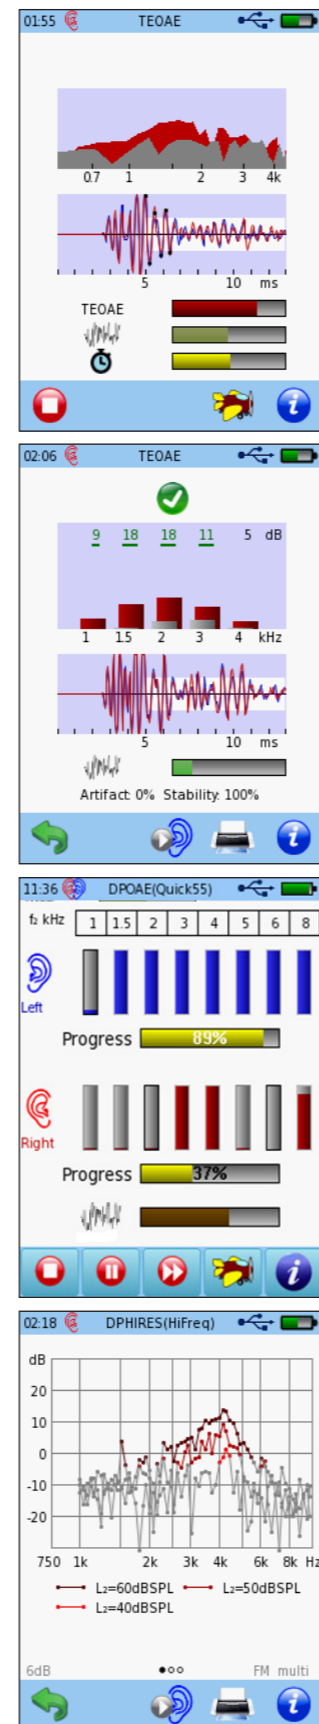 01:55 TEOAE
0.7 1 2 3 4k
5 10 ms
TEOAE
02:06 TEOAE
9 18 18 11 5 dB
1 1.5 2 3 4 kHz
5 10 ms
Artifact: 0% Stability: 100%
11:36 DPOAE(Quick55)
f₂ kHz 1 1.5 2 3 4 5 6 8
Left
Progress 89%
Right
Progress 37%
02:18 DPHIRES(HiFreq)
dB
20
10
0
-10
-20
750 1k 2k 3k 4k 6k 8k Hz
L₂=60dBSPL L₂=50dBSPL
L₂=40dBSPL
6dB FM multi